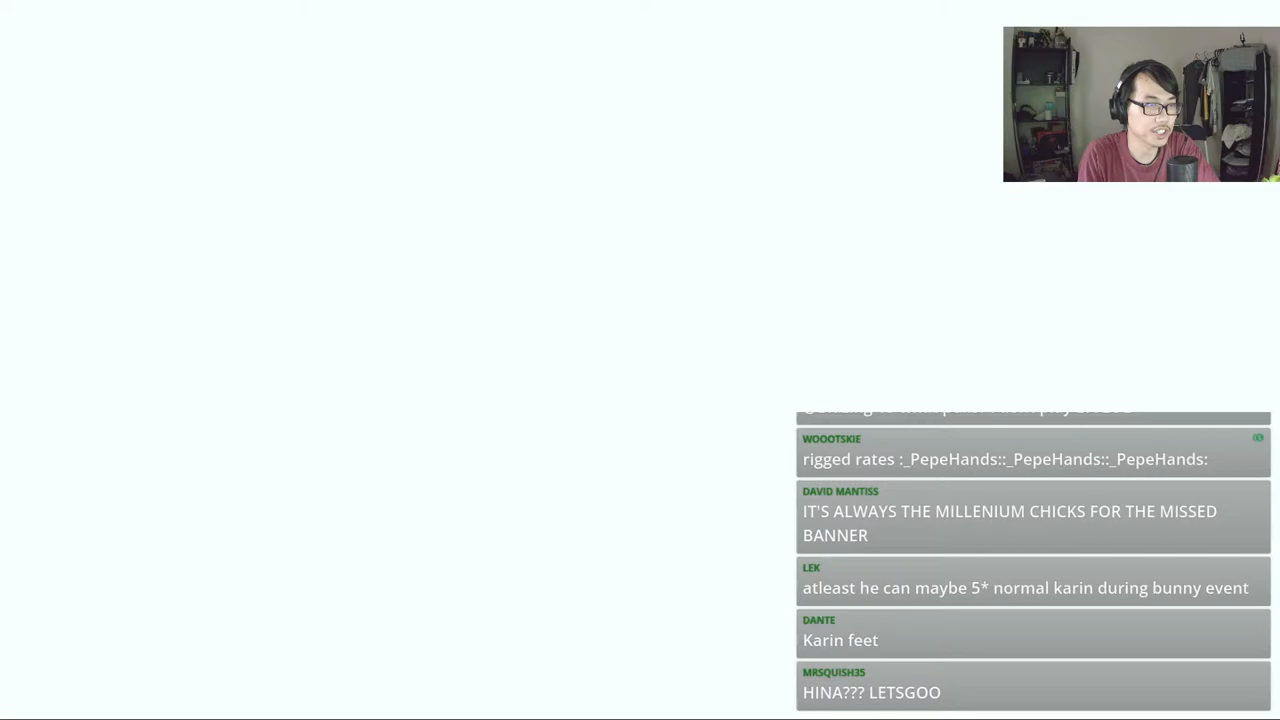 WOOOTSKIE
rigged rates :_PepeHands::_PepeHands::_PepeHands:
DAVID MANTISS
IT'S ALWAYS THE MILLENIUM CHICKS FOR THE MISSED
BANNER
LEK
atleast he can maybe 5* normal karin during bunny event
DANTE
Karin feet
MRSQUISH35
HINA??? LETSGOO